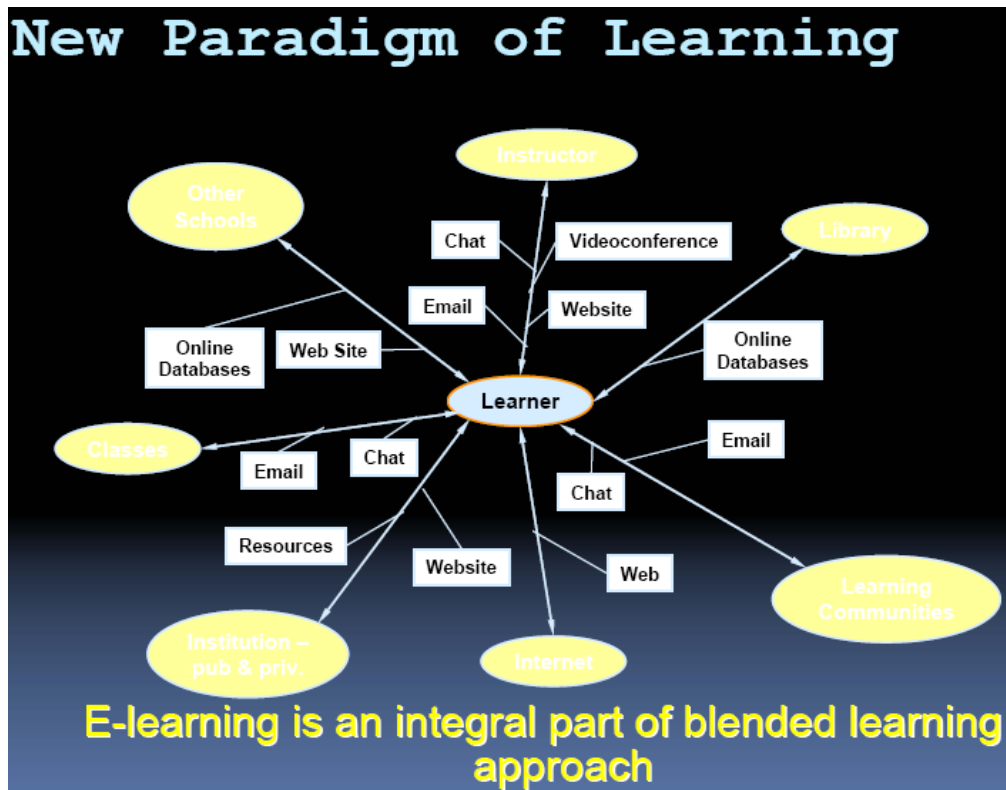 New Paradigm of Learning
Instructor
Other
Schools
Library
Chat
Videoconference
Email
Website
Online
Databases
Web Site
Online
Databases
Learner
Classes
Email
Chat
Email
Chat
Resources
Website
Web
Learning
Communities
Institution –
pub & priv.
Internet
E-learning is an integral part of blended learning
approach